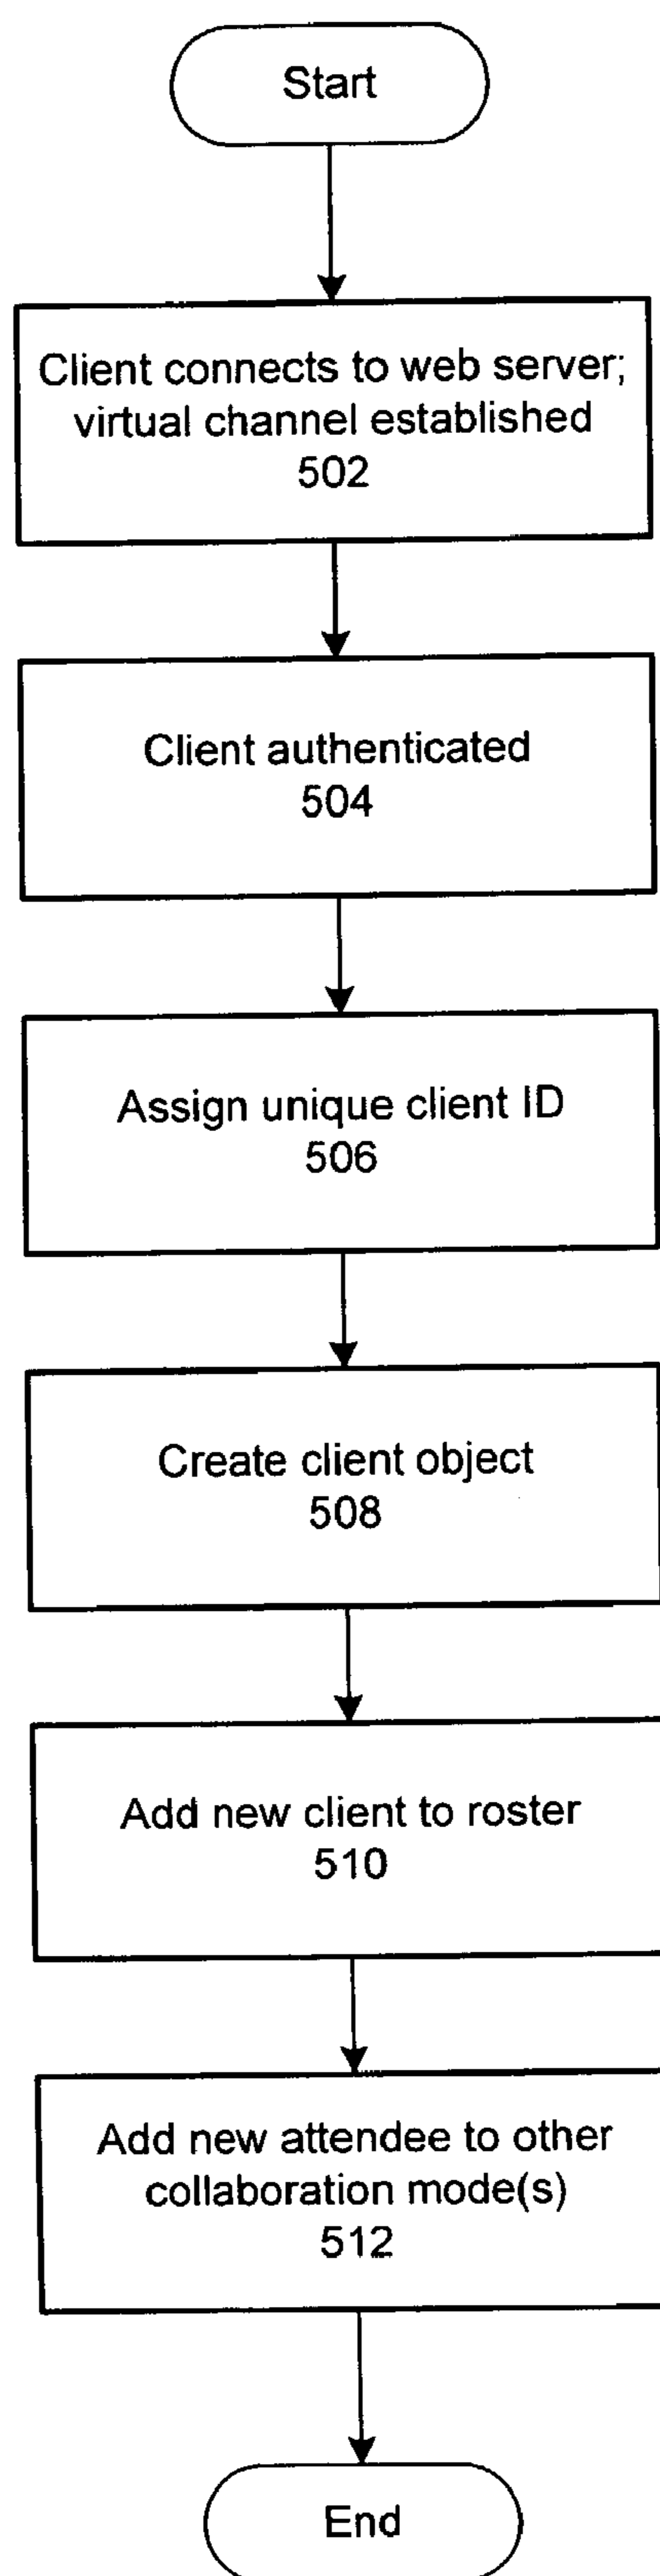 Start
Client connects to web server;
virtual channel established
502
Client authenticated
504
Assign unique client ID
506
Create client object
508
Add new client to roster
510
Add new attendee to other
collaboration mode(s)
512
End